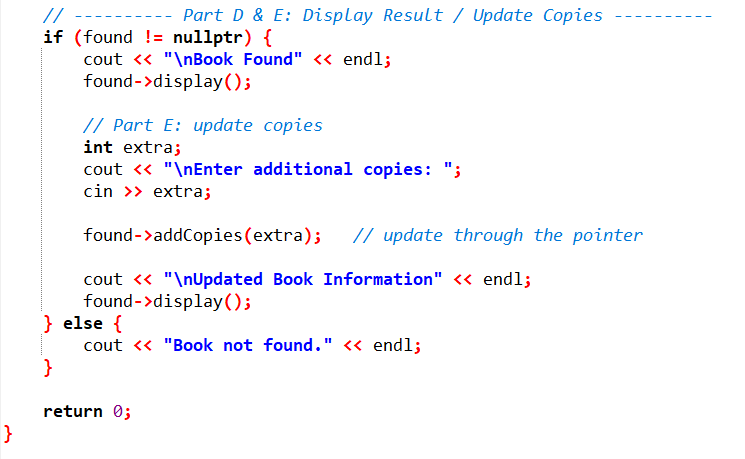 // ---------- Part D & E: Display Result / Update Copies ----------
if (found != nullptr) {
cout << "\nBook Found" << endl;
found->display();
// Part E: update copies
int extra;
cout << "\nEnter additional copies: ";
cin >> extra;
found->addCopies(extra);   // update through the pointer
cout << "\nUpdated Book Information" << endl;
found->display();
} else {
cout << "Book not found." << endl;
}
return 0;
}